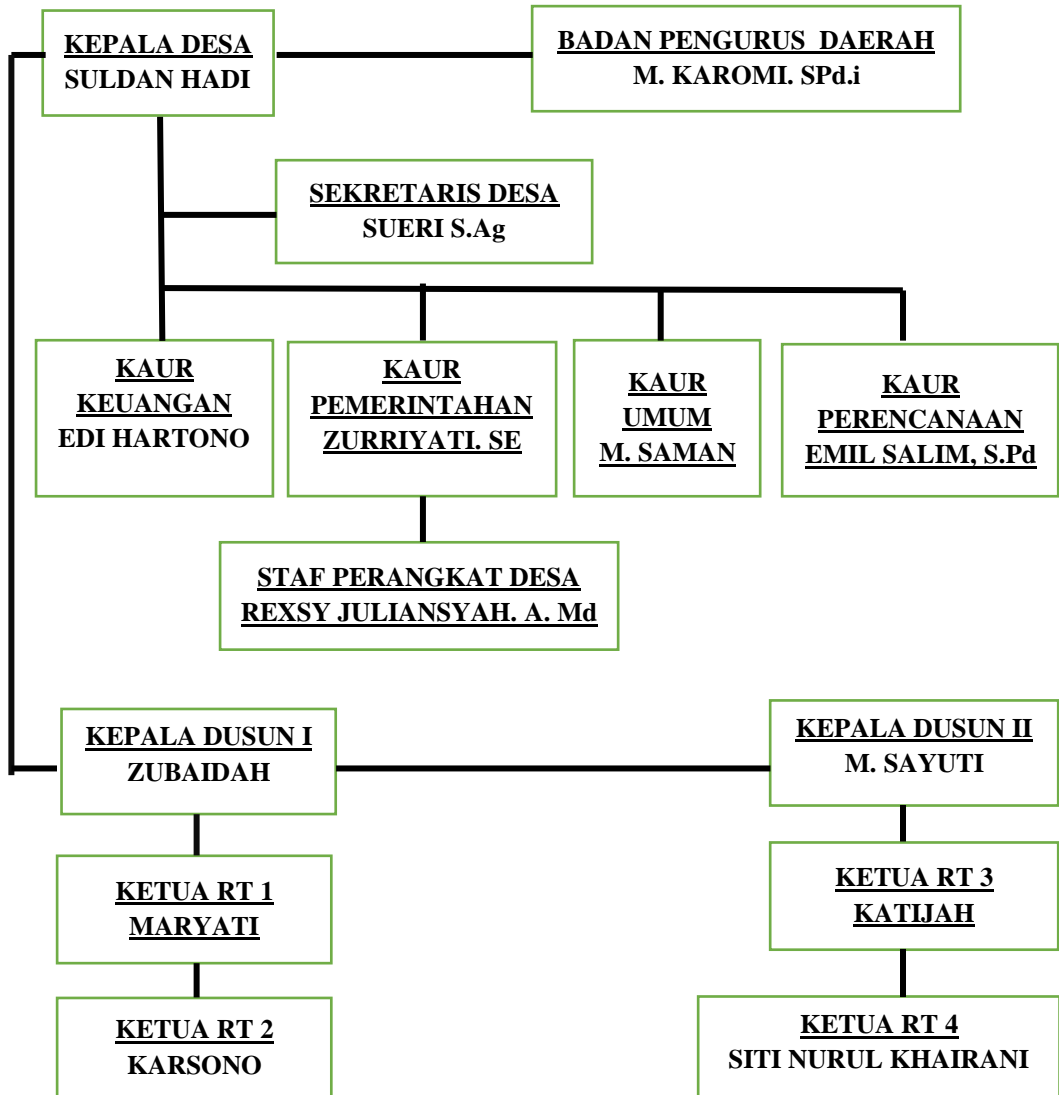 KEPALA DESA
SULDAN HADI
BADAN PENGURUS DAERAH
M. KAROMI. SPd.i
SEKRETARIS DESA
SUERI S.Ag
KAUR
KEUANGAN
EDI HARTONO
KAUR
PEMERINTAHAN
ZURRIYATI. SE
KAUR
UMUM
M. SAMAN
KAUR
PERENCANAAN
EMIL SALIM, S.Pd
STAF PERANGKAT DESA
REXSY JULIANSYAH. A. Md
KEPALA DUSUN I
ZUBAIDAH
KEPALA DUSUN II
M. SAYUTI
KETUA RT 1
MARYATI
KETUA RT 3
KATIJAH
KETUA RT 2
KARSONO
KETUA RT 4
SITI NURUL KHAIRANI